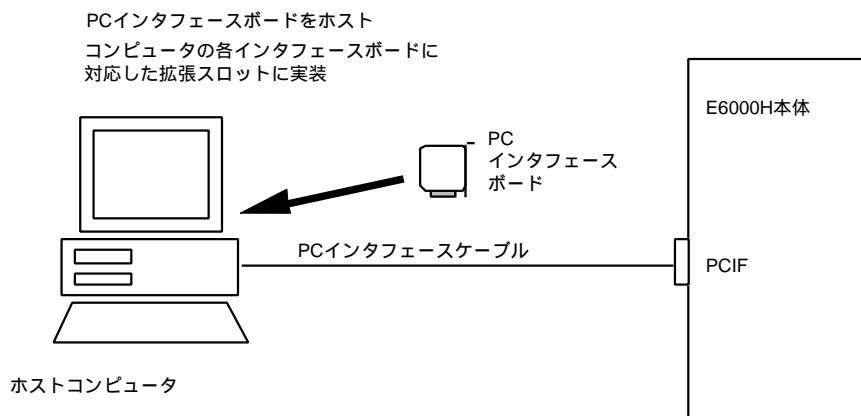 PCインタフェースボードをホスト
コンピュータの各インタフェースボードに
対応した拡張スロットに実装
E6000H本体
PC
インタフェース
ボード
PCインタフェースケーブル
PCIF
ホストコンピュータ